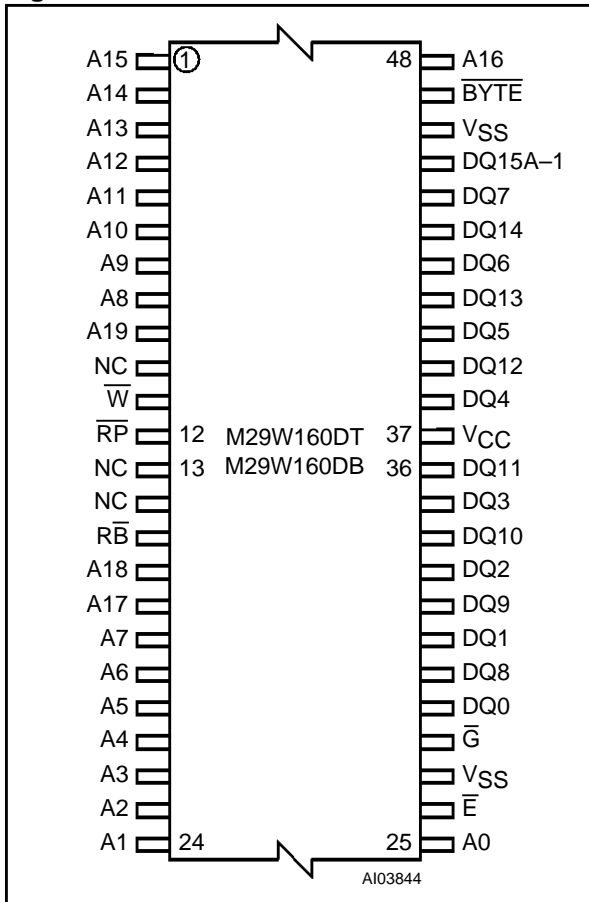 A15 1 48 A16
A14 B̅Y̅T̅E̅
A13 VSS
A12 DQ15A–1
A11 DQ7
A10 DQ14
A9 DQ6
A8 DQ13
A19 DQ5
NC DQ12
W̅ DQ4
R̅P̅ 12 M29W160DT 37 VCC
NC 13 M29W160DB 36 DQ11
NC DQ3
RB̅ DQ10
A18 DQ2
A17 DQ9
A7 DQ1
A6 DQ8
A5 DQ0
A4 G̅
A3 VSS
A2 E̅
A1 24 25 A0
AI03844